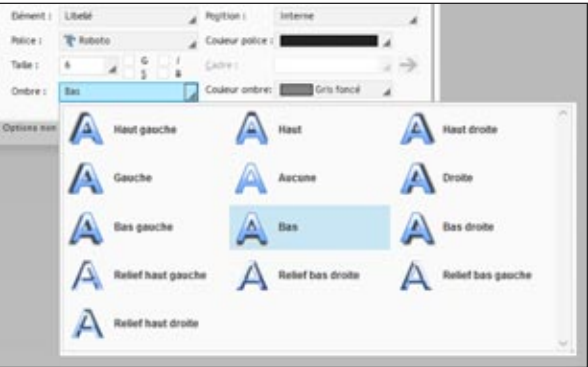 Élément : Libellé Position : Interne
Police : Roboto Couleur police :
Taille : 6 G I S B Cadre :
Ombre : Bas Couleur ombre: Gris foncé
Options non
Haut gauche Haut Haut droite
Gauche Aucune Droite
Bas gauche Bas Bas droite
Relief haut gauche Relief bas droite Relief bas gauche
Relief haut droite